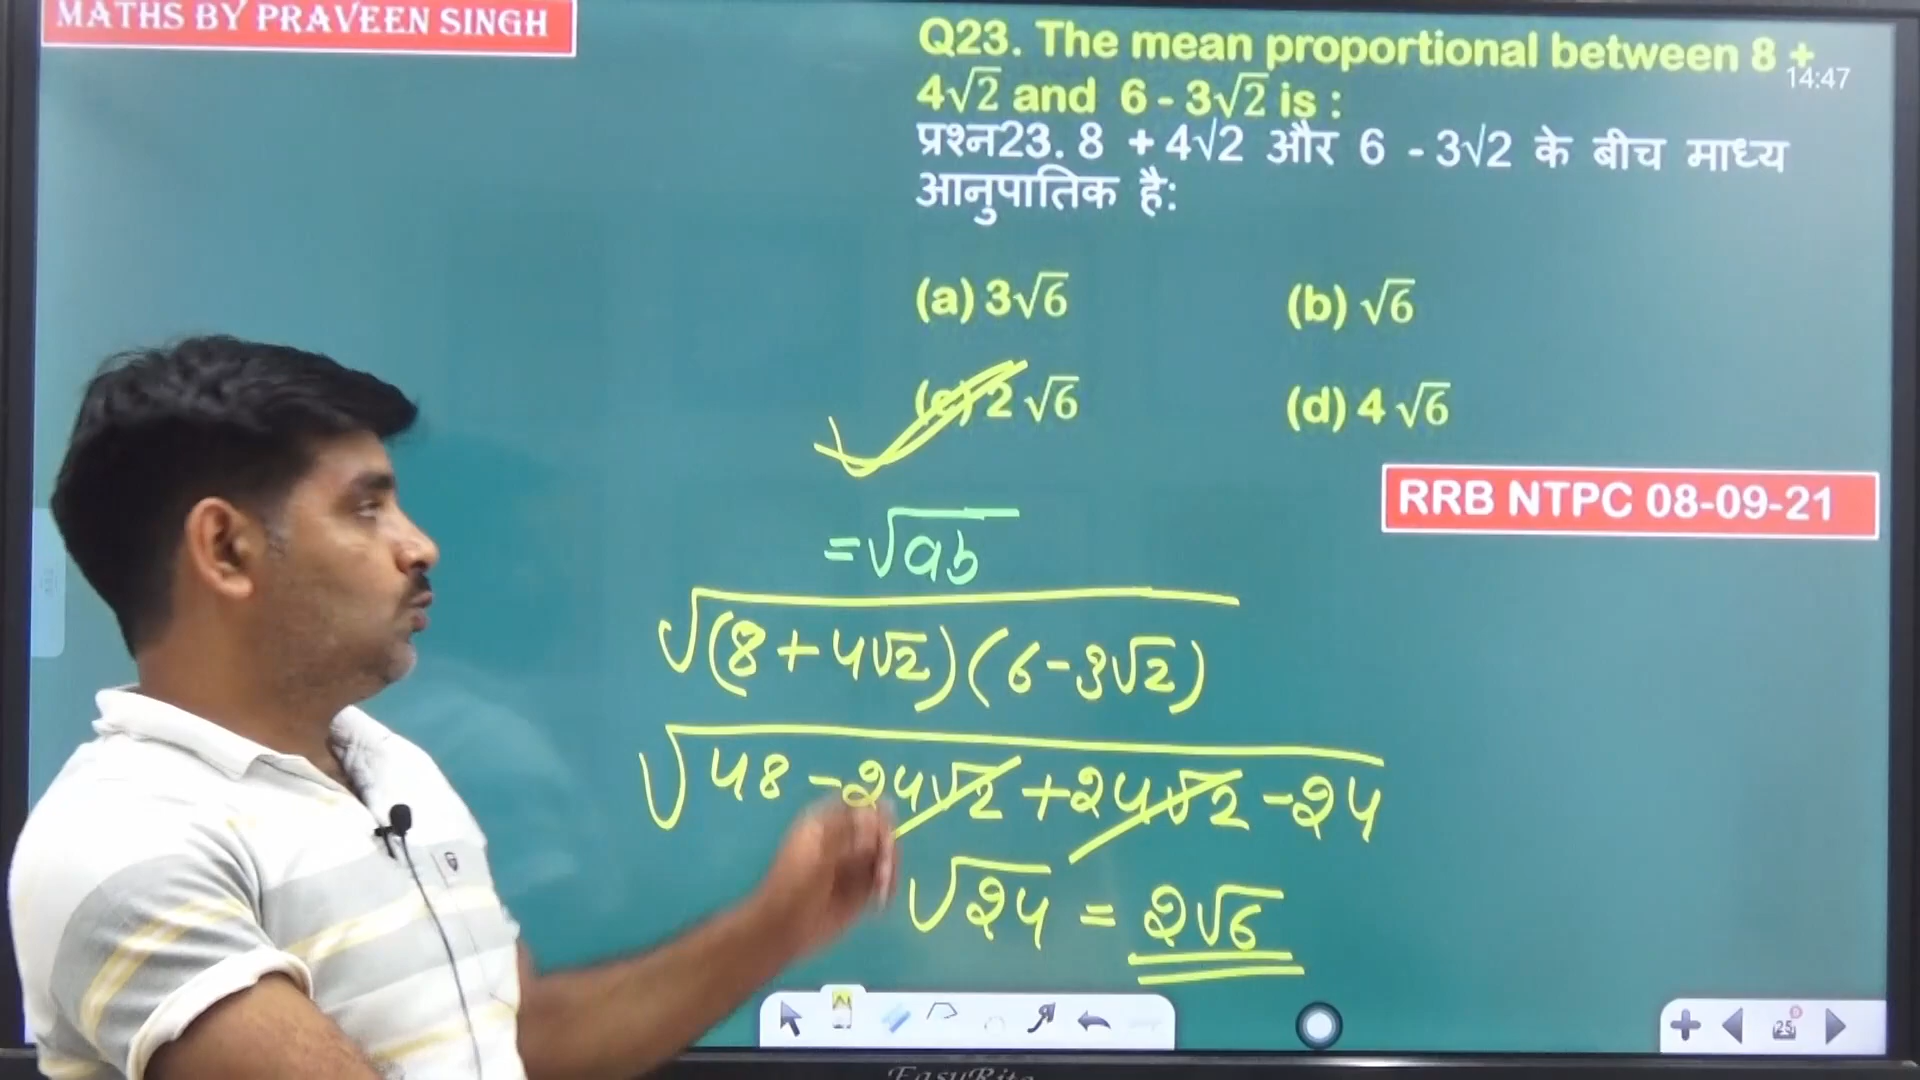 MATHS BY PRAVEEN SINGH
Q23. The mean proportional between 8 +
14:47
4√2 and 6 - 3√2 is :
प्रश्न23. 8 + 4√2 और 6 - 3√2 के बीच माध्य
आनुपातिक है:
(a) 3√6
(b) √6
(c) 2 √6
(d) 4 √6
RRB NTPC 08-09-21
=√ab
√(8+4√2)(6-3√2)
√48-24√2+24√2-24
√24 = 2√6
25
EasyRite